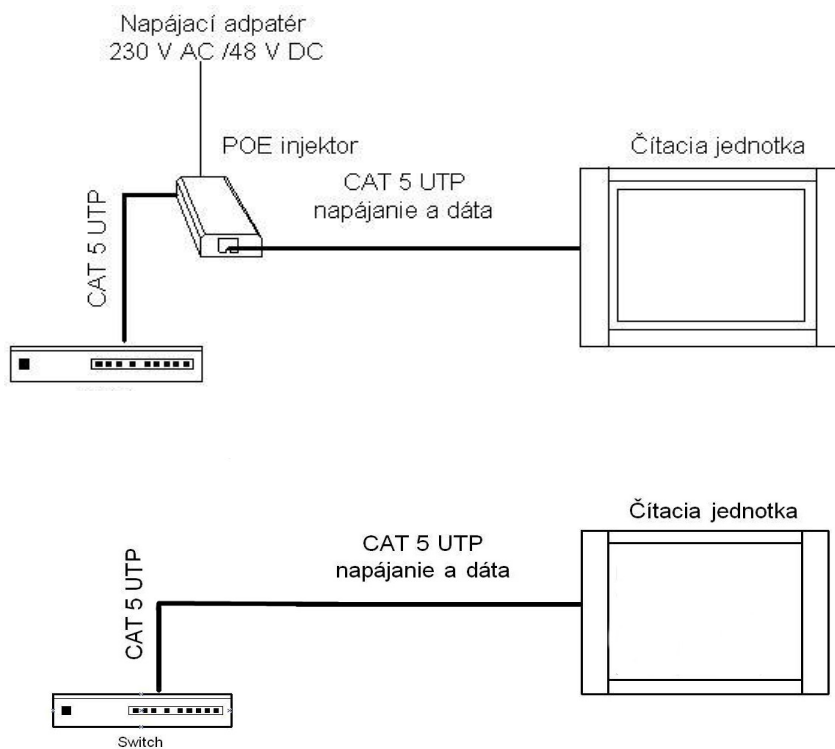 Napájací adpatér
230 V AC /48 V DC
POE injektor
Čítacia jednotka
CAT 5 UTP
napájanie a dáta
CAT 5 UTP
Čítacia jednotka
CAT 5 UTP
napájanie a dáta
CAT 5 UTP
Switch